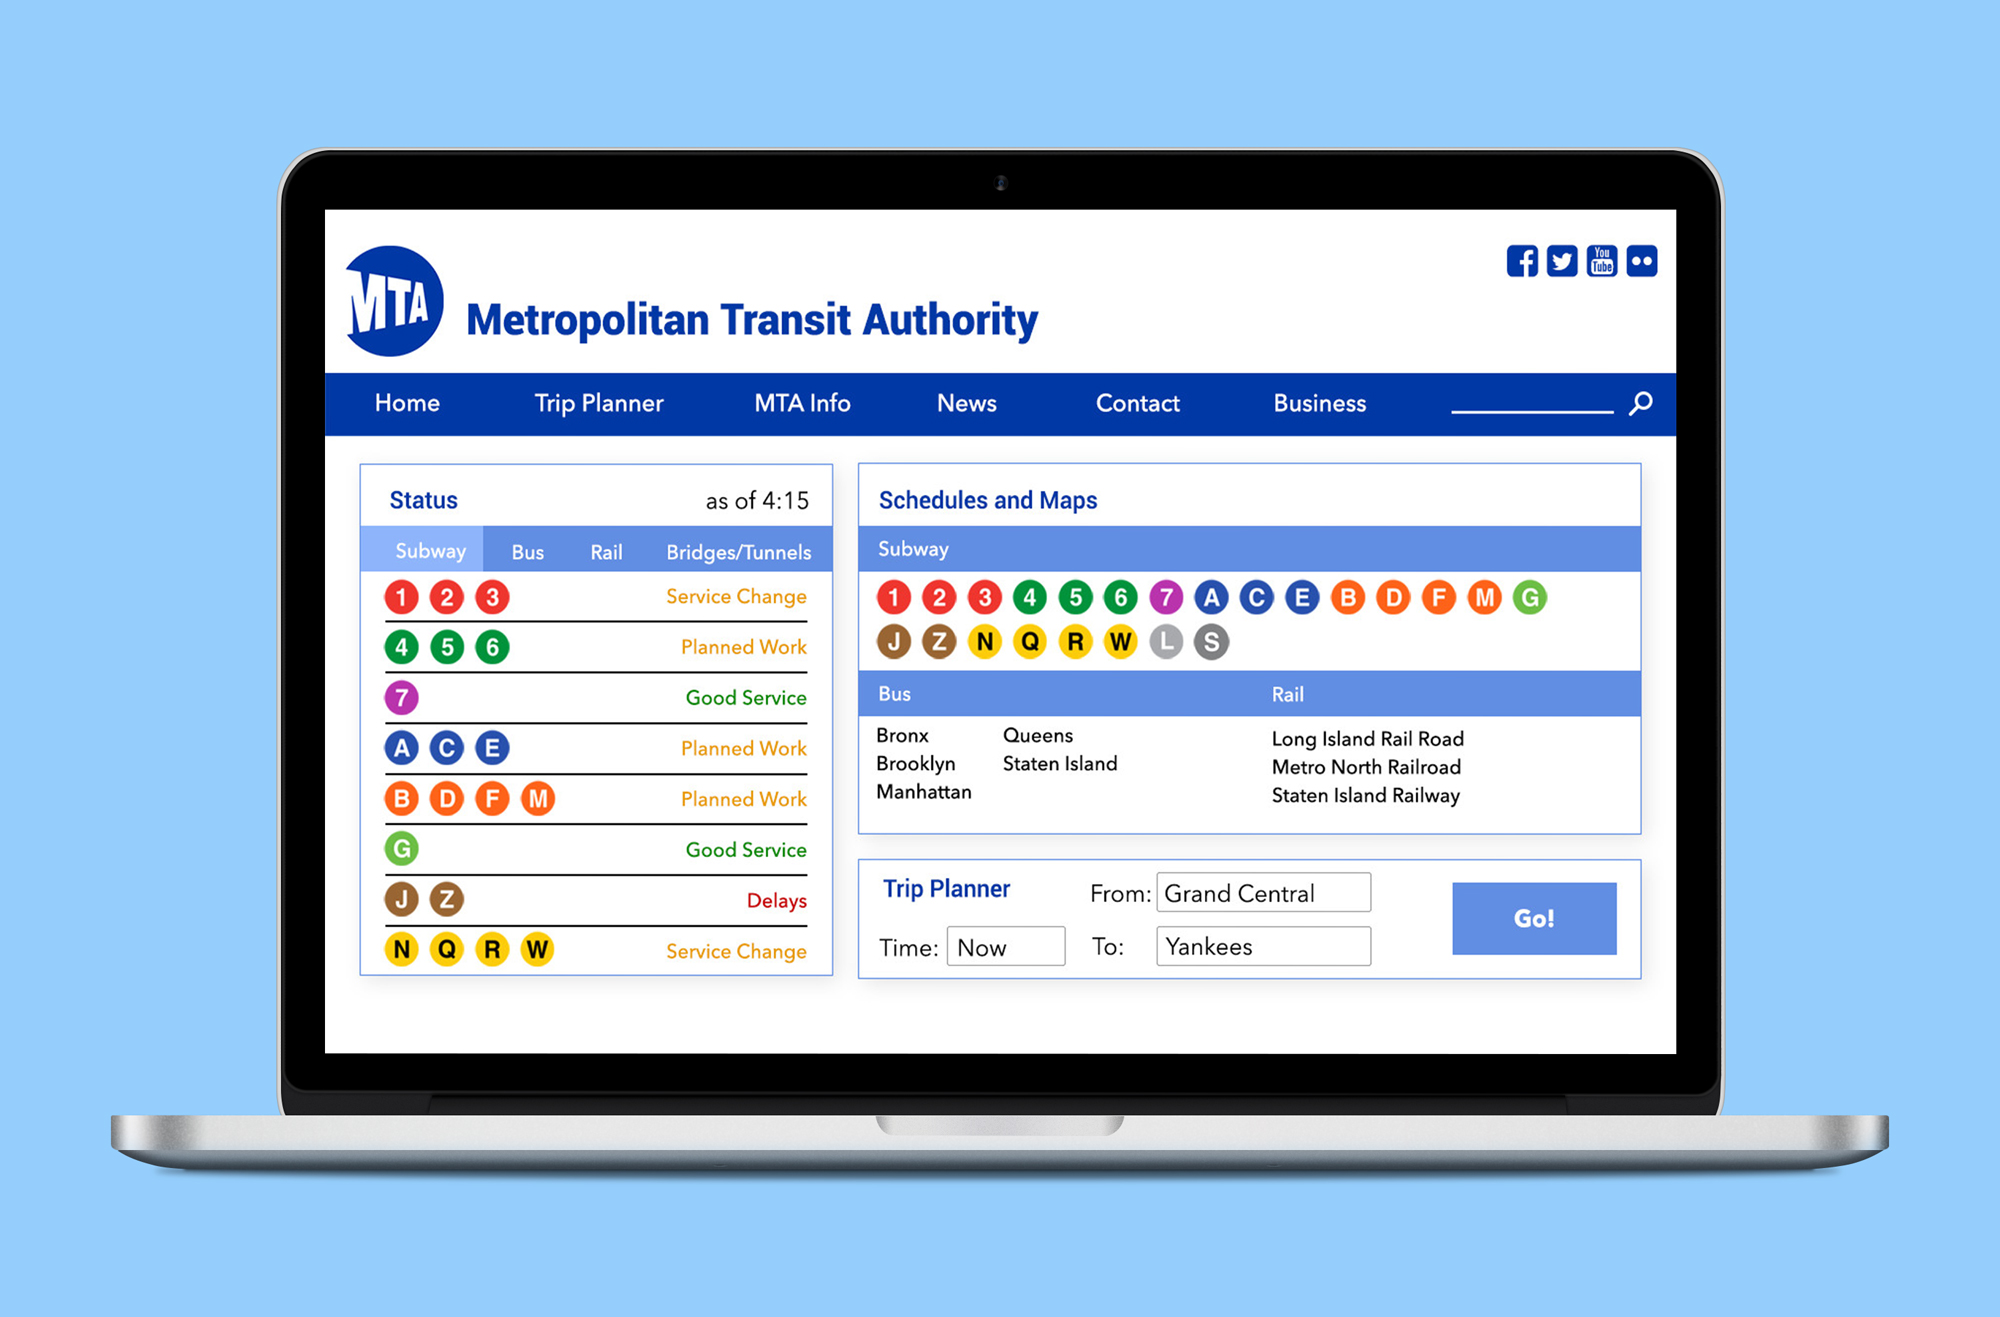 MTA
Metropolitan Transit Authority
You
Tube
Home Trip Planner MTA Info News Contact Business
Status as of 4:15
Subway Bus Rail Bridges/Tunnels
1 2 3 Service Change
4 5 6 Planned Work
7 Good Service
A C E Planned Work
B D F M Planned Work
G Good Service
J Z Delays
N Q R W Service Change
Schedules and Maps
Subway
1 2 3 4 5 6 7 A C E B D F M G
J Z N Q R W L S
Bus Rail
Bronx Queens Long Island Rail Road
Brooklyn Staten Island Metro North Railroad
Manhattan Staten Island Railway
Trip Planner From: Grand Central
Time: Now To: Yankees
Go!